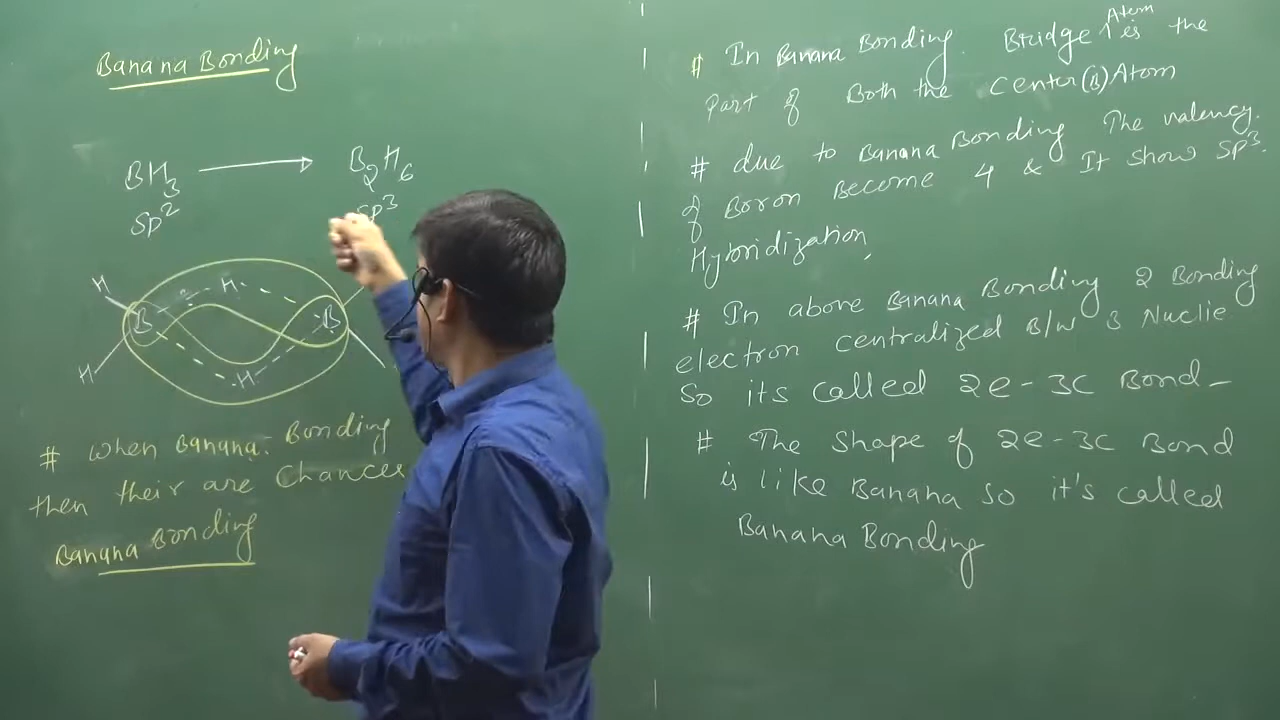 Banana Bonding
BH3 → B2H6
Sp2 Sp3
H H
B B
H H
# When Banana Bonding
then their are Chances
Banana Bonding
# In Banana Bonding. Bridge Atom is the
Part of Both the Center(B)Atom
# due to Banana Bonding The valency.
of Boron Become 4 & It show SP3.
Hybridization,
# In above Banana Bonding 2 Bonding
electron centralized B/w 3 Nuclie
So its called 2e-3c Bond-
# The Shape of 2e-3c Bond
is like Banana So it's called
Banana Bonding